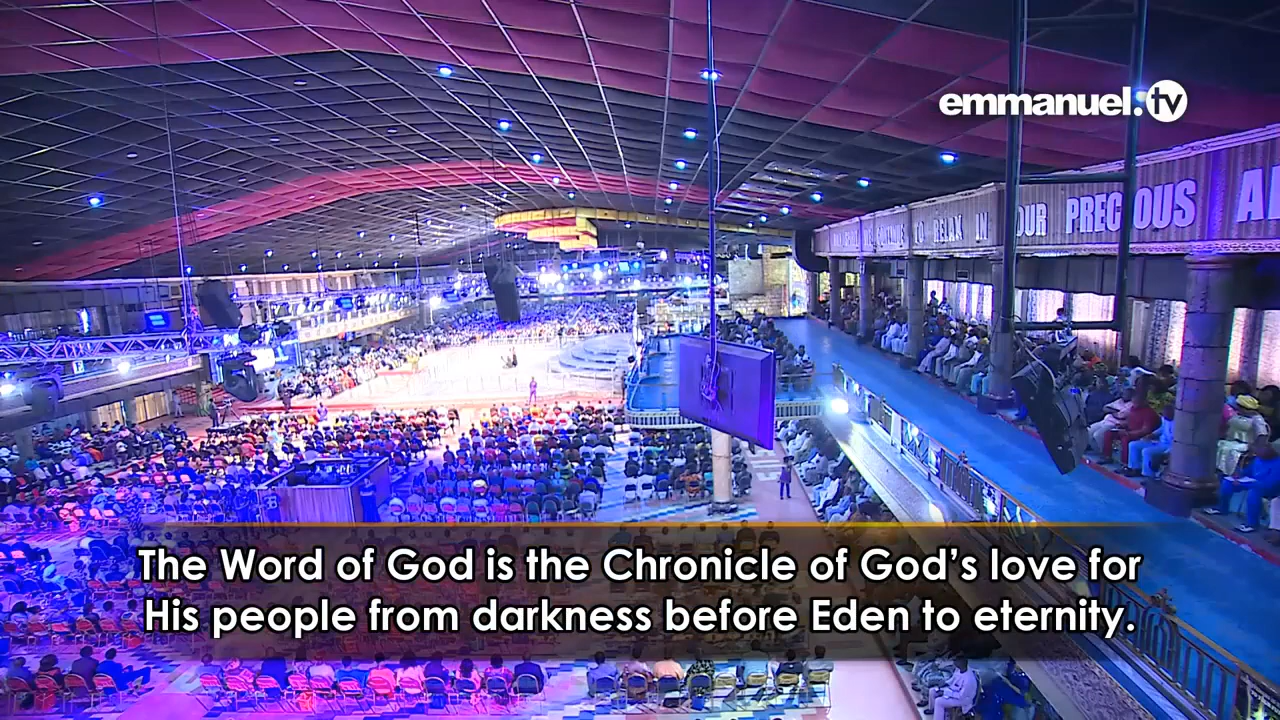 emmanuel.tv
TO RELAX IN OUR PRECIOUS
The Word of God is the Chronicle of God's love for
His people from darkness before Eden to eternity.